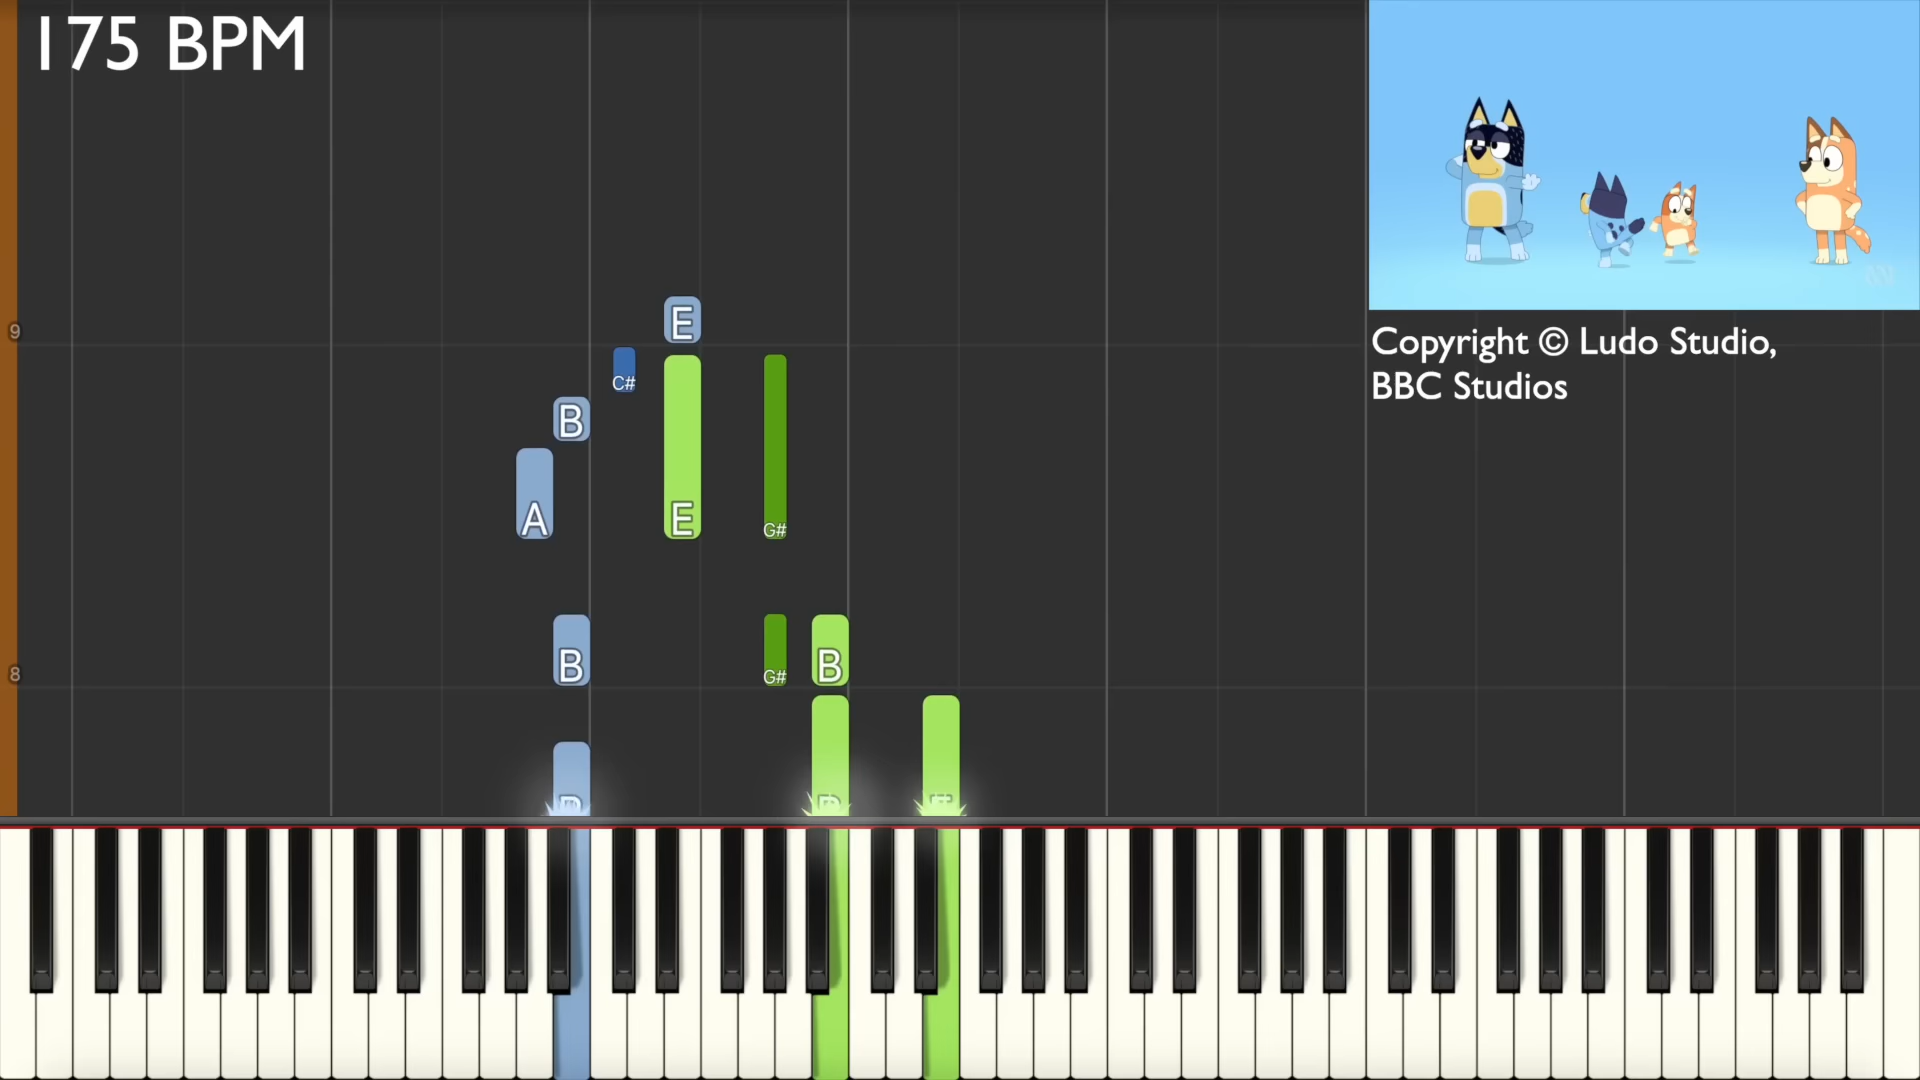 175 BPM
Copyright © Ludo Studio,
BBC Studios
E
9
C#
B
A
E
G#
B
G#
B
8